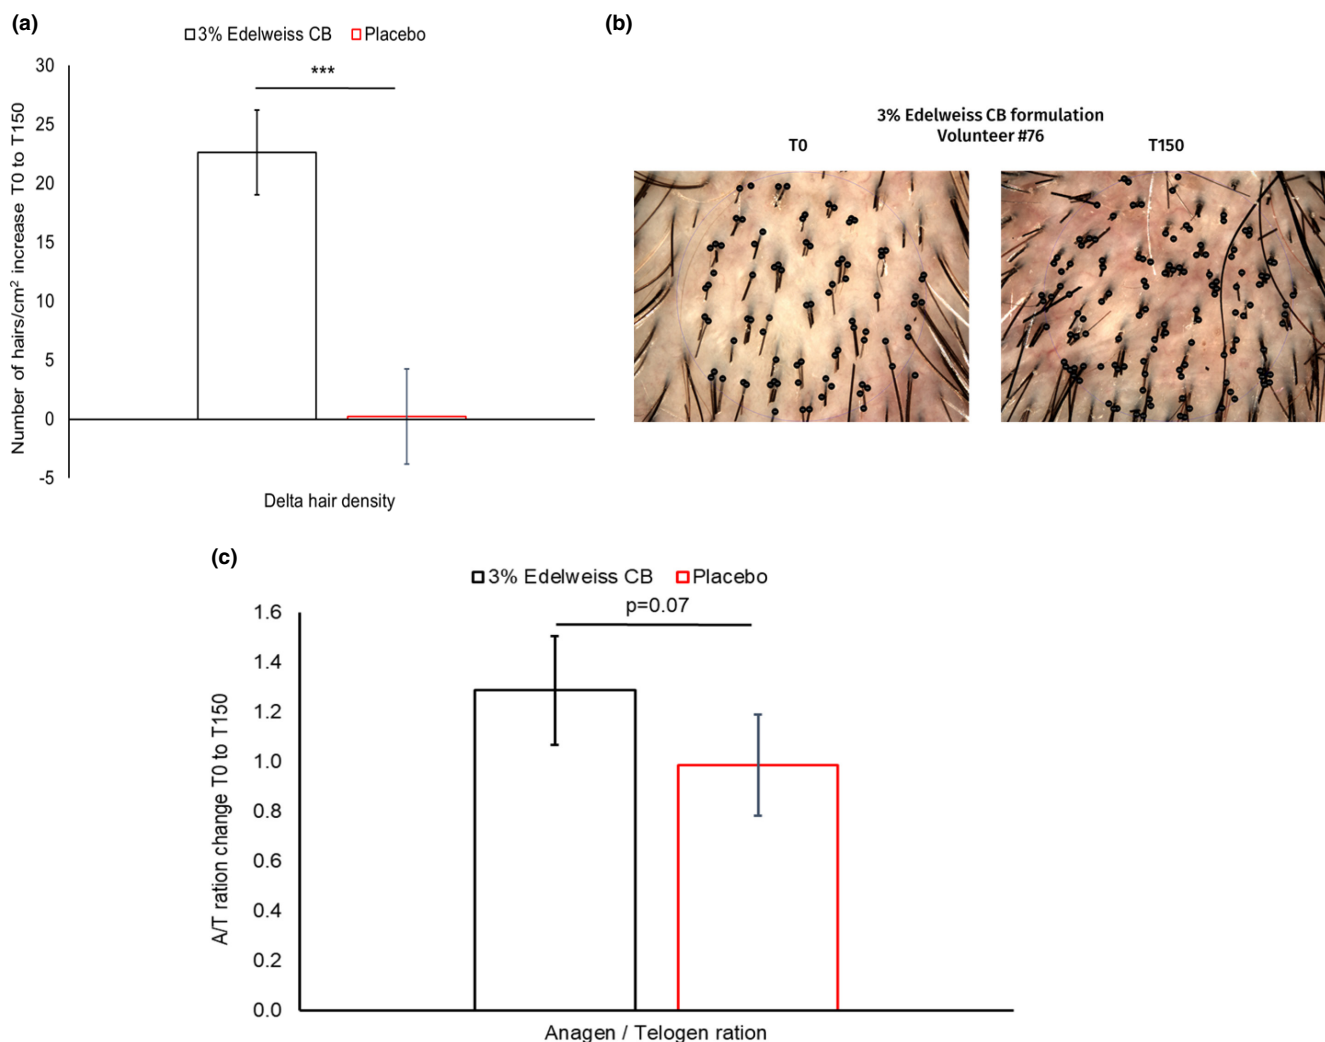 (a)
3% Edelweiss CB Placebo
***
Number of hairs/cm² increase T0 to T150
30
25
20
15
10
5
0
-5
Delta hair density
(b)
3% Edelweiss CB formulation
Volunteer #76
T0 T150
(c)
3% Edelweiss CB Placebo
p=0.07
A/T ration change T0 to T150
1.6
1.4
1.2
1.0
0.8
0.6
0.4
0.2
0.0
Anagen / Telogen ration